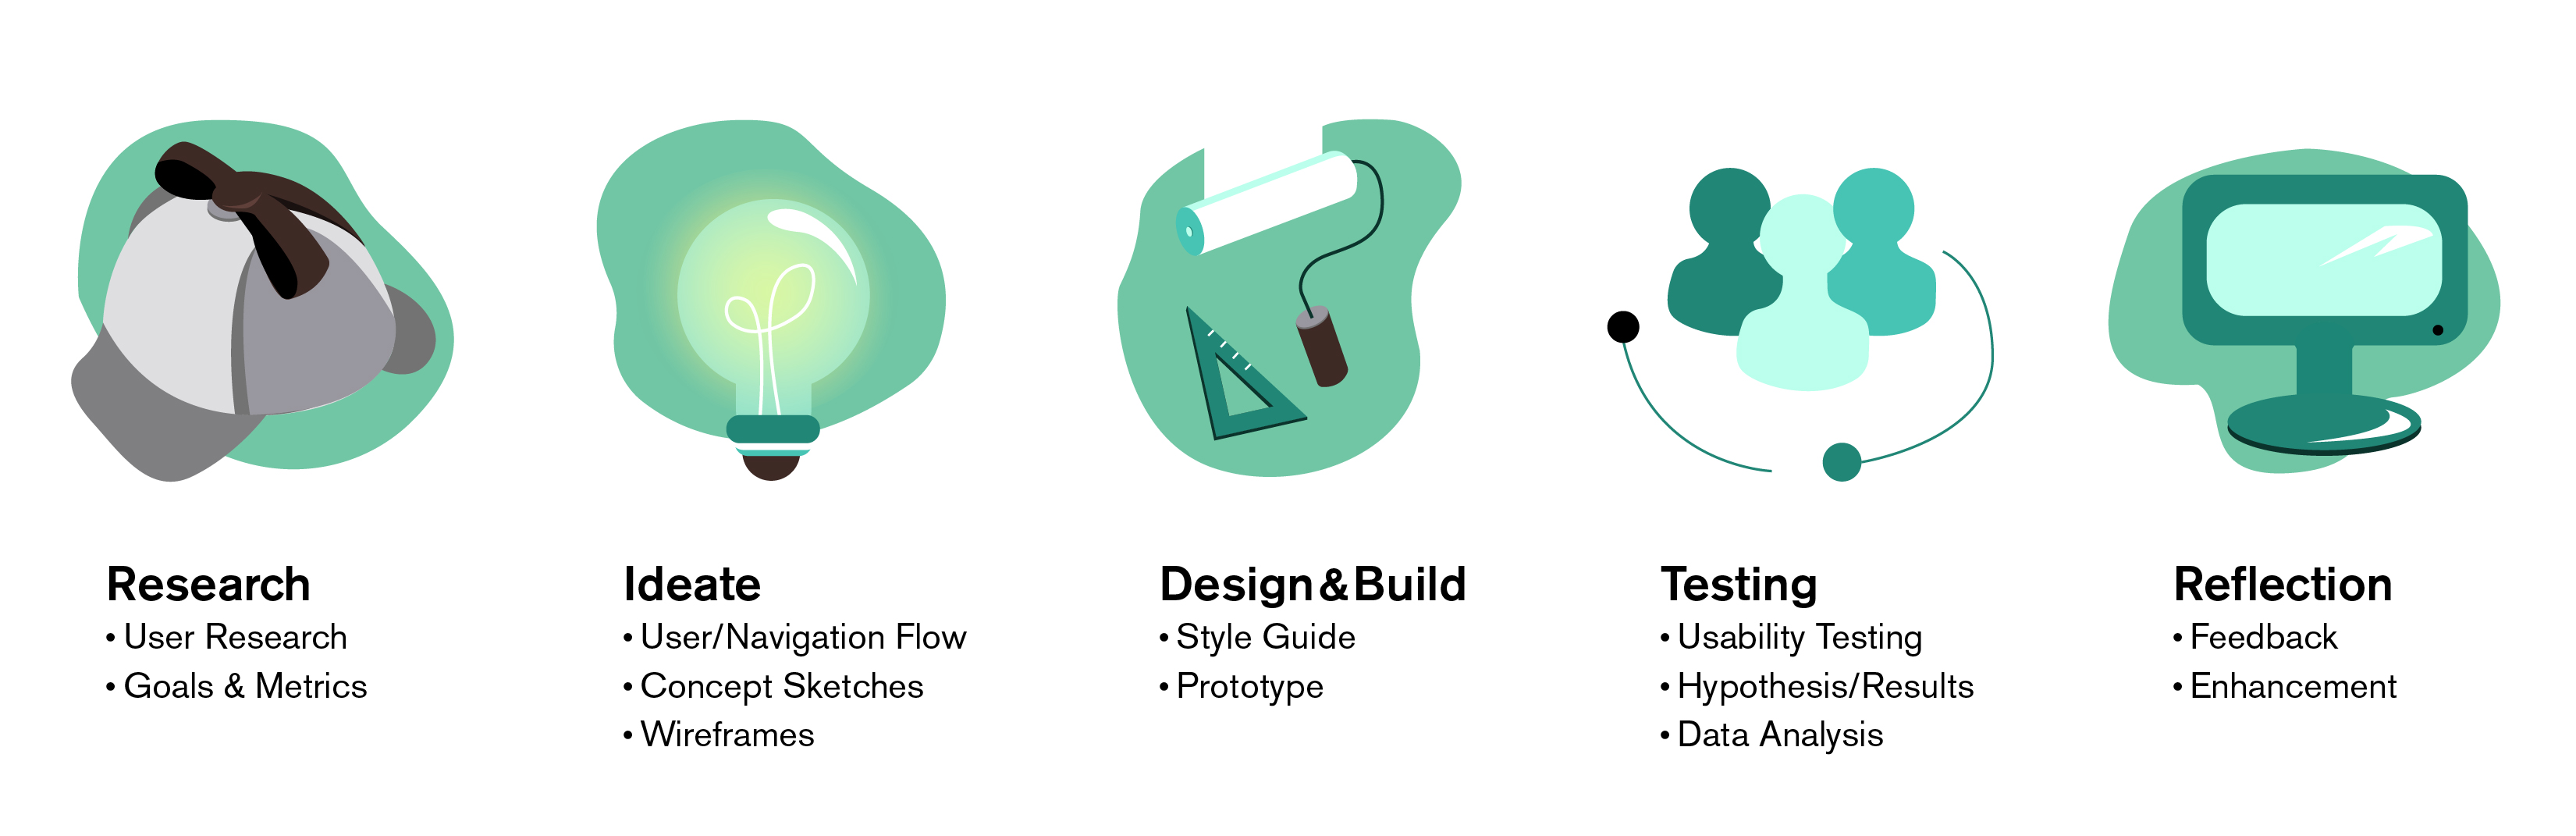 Research
• User Research
• Goals & Metrics
Ideate
• User/Navigation Flow
• Concept Sketches
• Wireframes
Design & Build
• Style Guide
• Prototype
Testing
• Usability Testing
• Hypothesis/Results
• Data Analysis
Reflection
• Feedback
• Enhancement